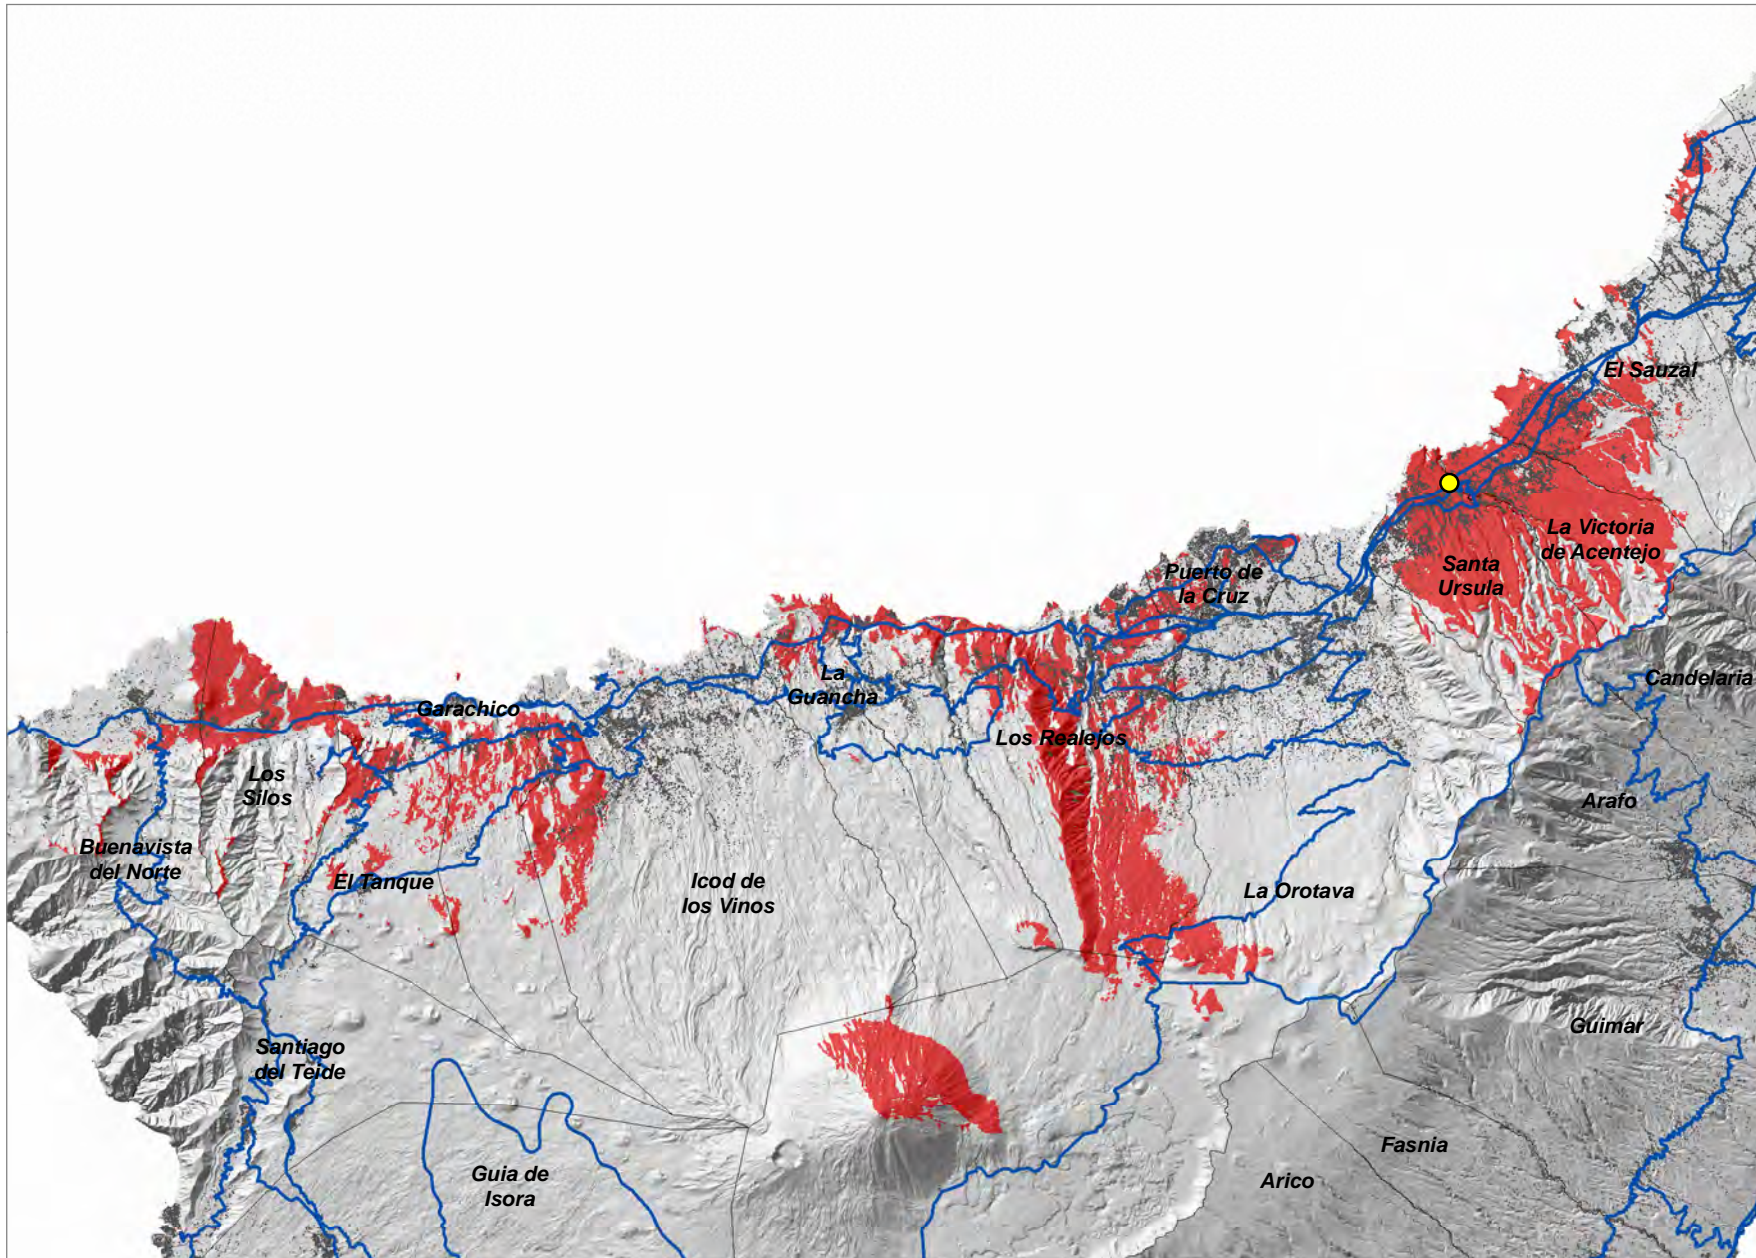 El Sauzal
La Victoria
de Acentejo
Santa
Ursula
Puerto de
la Cruz
Candelaria
La
Guancha
Garachico
Los Realejos
Los
Silos
Arafo
Buenavista
del Norte
El Tanque
Icod de
los Vinos
La Orotava
Guimar
Santiago
del Teide
Fasnia
Guia de
Isora
Arico